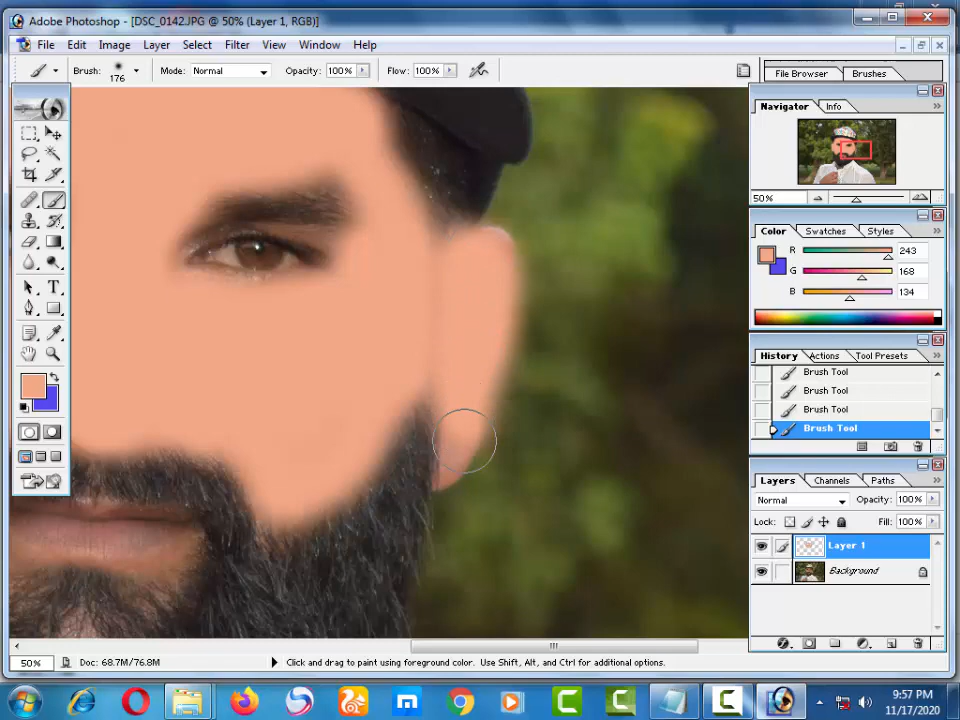 Adobe Photoshop - [DSC_0142.JPG @ 50% (Layer 1, RGB)]
File Edit Image Layer Select Filter View Window Help
Brush: 176 Mode: Normal Opacity: 100% Flow: 100% File Browser Brushes
Navigator Info
50%
Color Swatches Styles
R 243
G 168
B 134
History Actions Tool Presets
Brush Tool
Brush Tool
Brush Tool
Brush Tool
Layers Channels Paths
Normal Opacity: 100%
Lock: Fill: 100%
Layer 1
Background
50% Doc: 68.7M/76.8M Click and drag to paint using foreground color. Use Shift, Alt, and Ctrl for additional options.
9:57 PM
11/17/2020